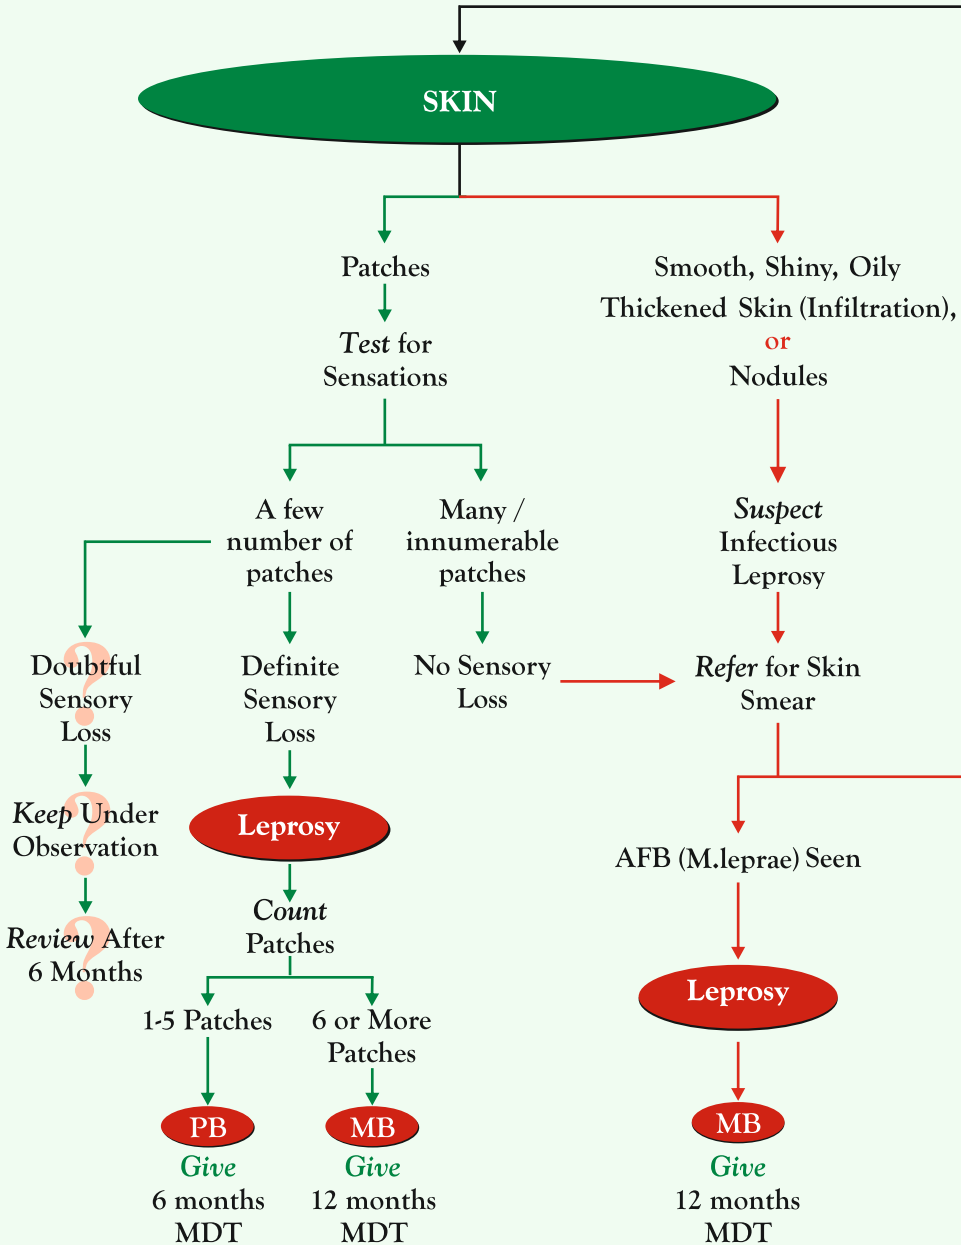 SKIN
Patches
Test for
Sensations
Smooth, Shiny, Oily
Thickened Skin (Infiltration),
or
Nodules
A few
number of
patches
Many /
innumerable
patches
Suspect
Infectious
Leprosy
?
Doubtful
Sensory
Loss
Definite
Sensory
Loss
No Sensory
Loss
Refer for Skin
Smear
?
Keep Under
Observation
Leprosy
AFB (M.leprae) Seen
?
Review After
6 Months
Count
Patches
Leprosy
1-5 Patches
6 or More
Patches
PB
Give
6 months
MDT
MB
Give
12 months
MDT
MB
Give
12 months
MDT